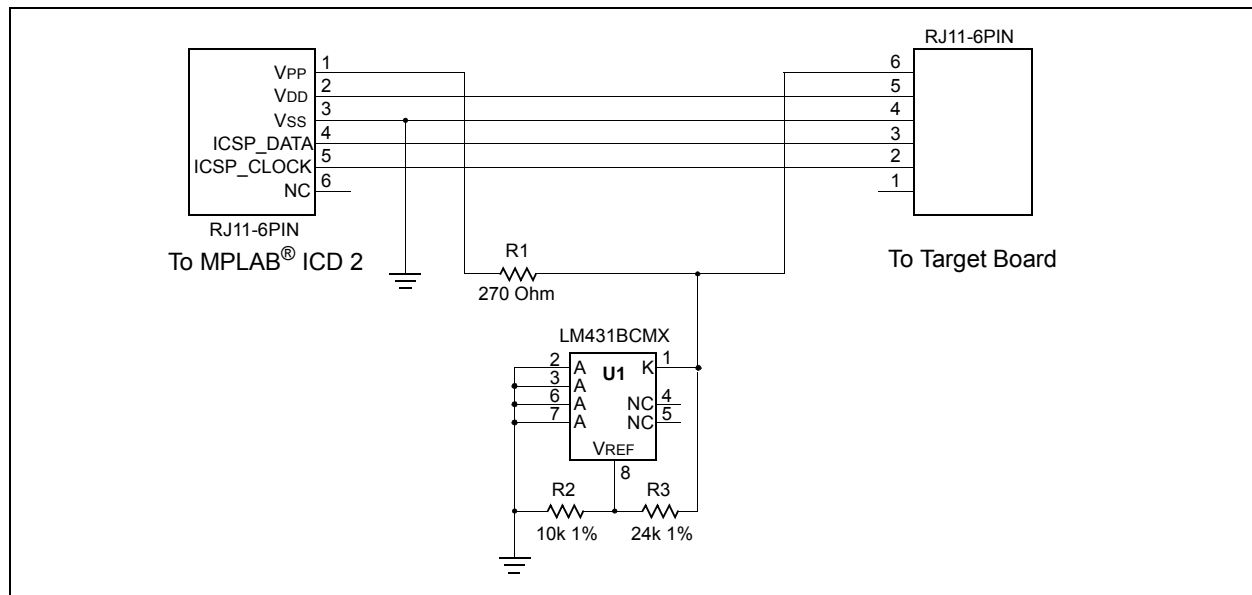 RJ11-6PIN
VPP 1
VDD 2
VSS 3
ICSP_DATA 4
ICSP_CLOCK 5
NC 6
RJ11-6PIN
To MPLAB® ICD 2
6
5
4
3
2
1
To Target Board
R1
270 Ohm
LM431BCMX
2 A U1 K 1
3 A
6 A NC 4
7 A NC 5
VREF
8
R2 R3
10k 1% 24k 1%